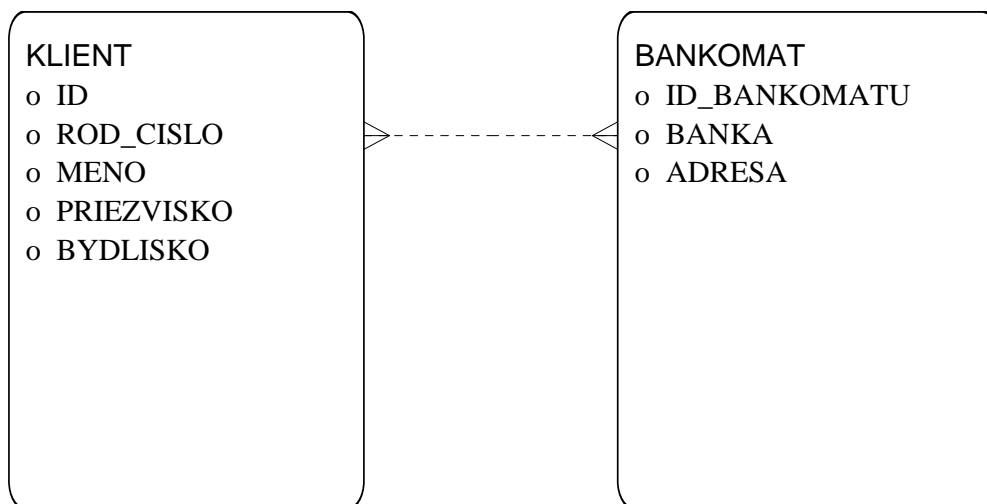 KLIENT
o ID
o ROD_CISLO
o MENO
o PRIEZVISKO
o BYDLISKO
BANKOMAT
o ID_BANKOMATU
o BANKA
o ADRESA